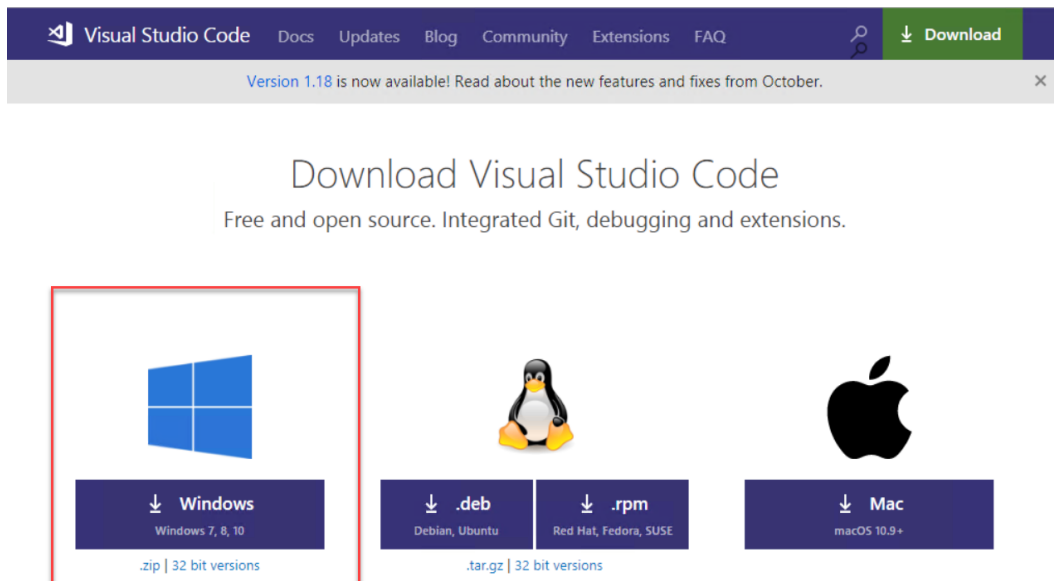 Visual Studio Code Docs Updates Blog Community Extensions FAQ Download
Version 1.18 is now available! Read about the new features and fixes from October.
Download Visual Studio Code
Free and open source. Integrated Git, debugging and extensions.
Windows
Windows 7, 8, 10
.zip | 32 bit versions
.deb
Debian, Ubuntu
.rpm
Red Hat, Fedora, SUSE
.tar.gz | 32 bit versions
Mac
macOS 10.9+